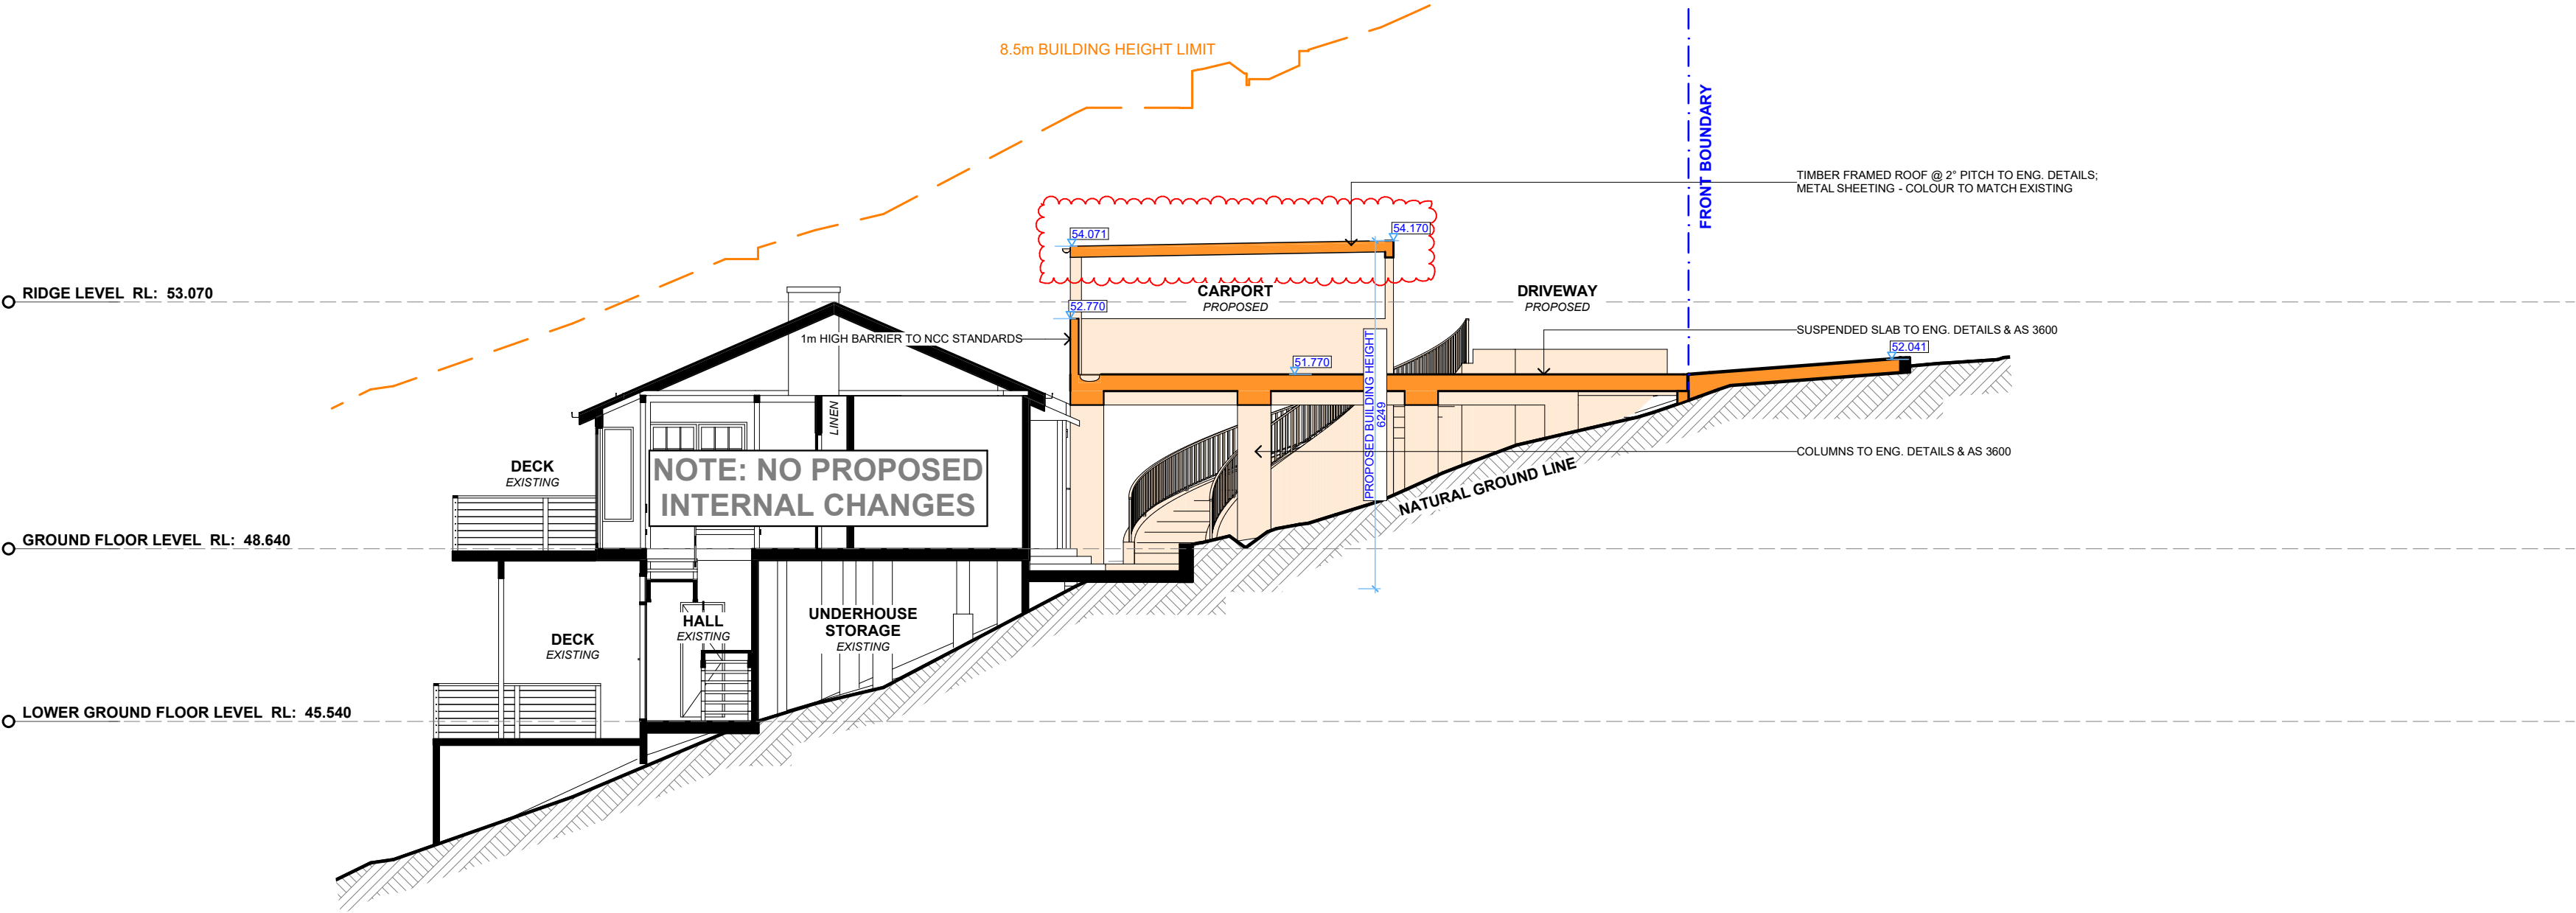 8.5m BUILDING HEIGHT LIMIT
FRONT BOUNDARY
TIMBER FRAMED ROOF @ 2° PITCH TO ENG. DETAILS;
METAL SHEETING - COLOUR TO MATCH EXISTING
54.071
54.170
RIDGE LEVEL RL: 53.070
CARPORT
PROPOSED
DRIVEWAY
PROPOSED
52.770
1m HIGH BARRIER TO NCC STANDARDS
SUSPENDED SLAB TO ENG. DETAILS & AS 3600
52.041
51.770
PROPOSED BUILDING HEIGHT
6249
LINEN
NOTE: NO PROPOSED
INTERNAL CHANGES
COLUMNS TO ENG. DETAILS & AS 3600
DECK
EXISTING
NATURAL GROUND LINE
GROUND FLOOR LEVEL RL: 48.640
HALL
EXISTING
UNDERHOUSE
STORAGE
EXISTING
DECK
EXISTING
LOWER GROUND FLOOR LEVEL RL: 45.540